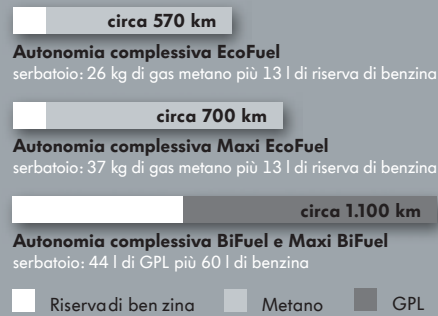 circa 570 km
Autonomia complessiva EcoFuel
serbatoio: 26 kg di gas metano più 13 l di riserva di benzina
circa 700 km
Autonomia complessiva Maxi EcoFuel
serbatoio: 37 kg di gas metano più 13 l di riserva di benzina
circa 1.100 km
Autonomia complessiva BiFuel e Maxi BiFuel
serbatoio: 44 l di GPL più 60 l di benzina
Riservadi ben zina Metano GPL